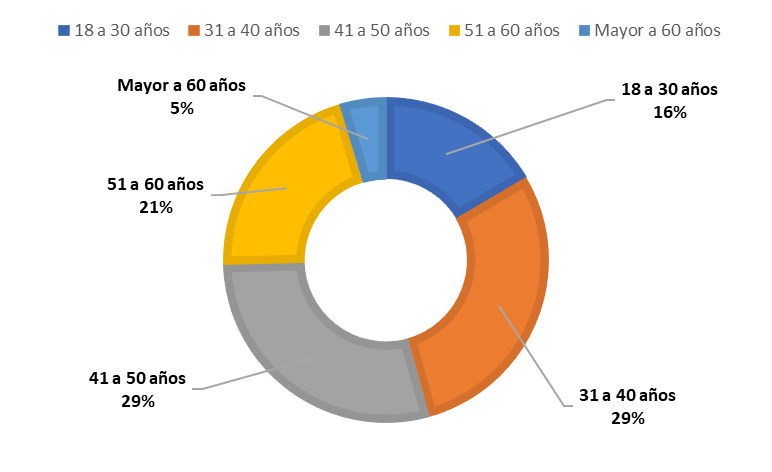 18 a 30 años 31 a 40 años 41 a 50 años 51 a 60 años Mayor a 60 años
Mayor a 60 años
5%
18 a 30 años
16%
51 a 60 años
21%
41 a 50 años
29%
31 a 40 años
29%